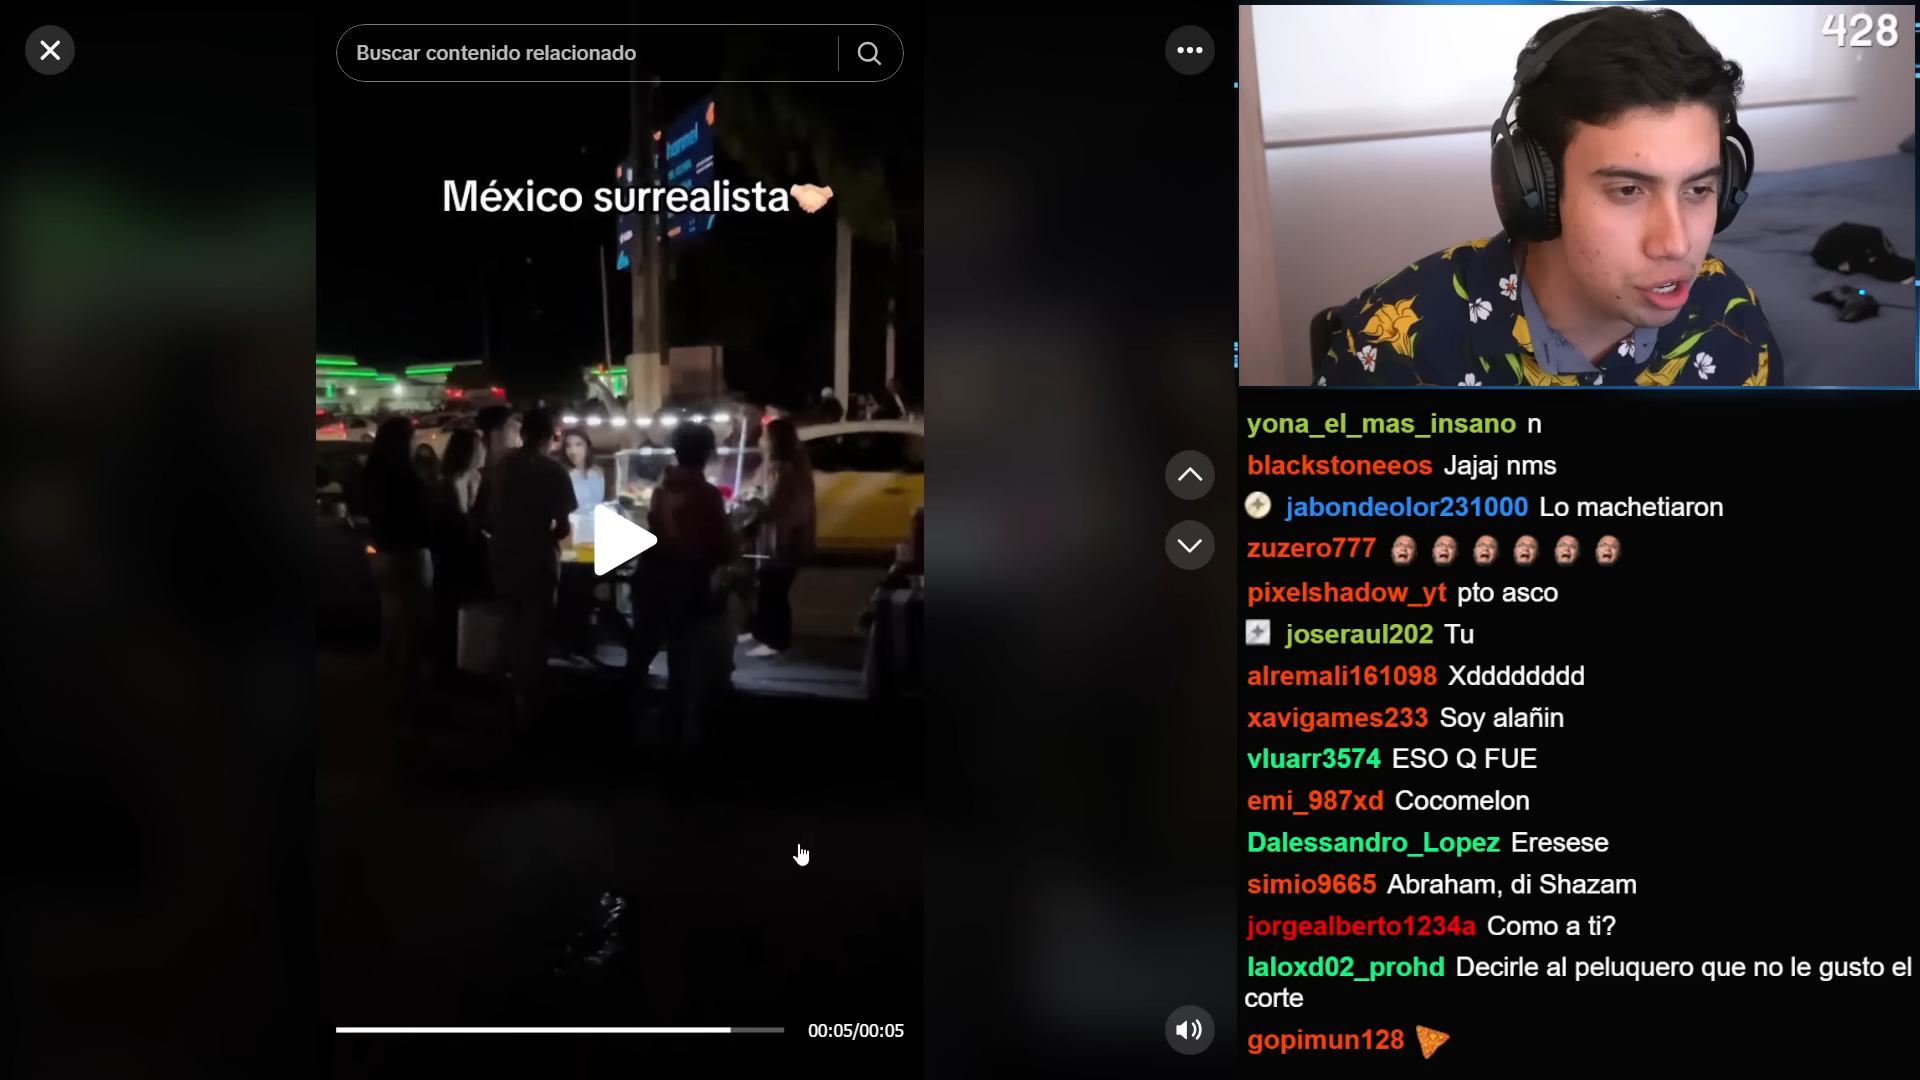 Buscar contenido relacionado
México surrealista
00:05/00:05
428
yona_el_mas_insano n
blackstoneeos Jajaj nms
jabondeolor231000 Lo machetiaron
zuzero777
pixelshadow_yt pto asco
joseraul202 Tu
alremali161098 Xdddddddd
xavigames233 Soy alañin
vluarr3574 ESO Q FUE
emi_987xd Cocomelon
Dalessandro_Lopez Eresese
simio9665 Abraham, di Shazam
jorgealberto1234a Como a ti?
laloxd02_prohd Decirle al peluquero que no le gusto el
corte
gopimun128